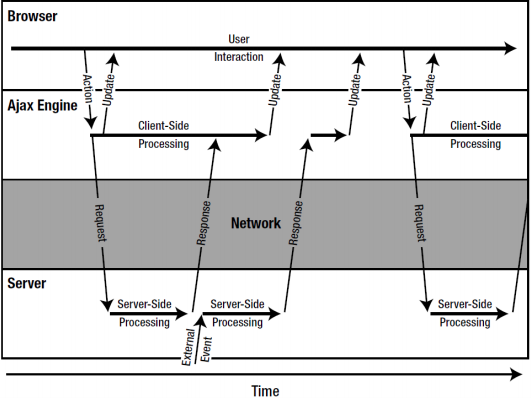 Browser
User
Interaction
Action
Update
Update
Update
Action
Update
Ajax Engine
Client-Side
Processing
Client-Side
Processing
Request
Response
Network
Response
Request
Server
Server-Side
Processing
Server-Side
Processing
Server-Side
Processing
External
Event
Time